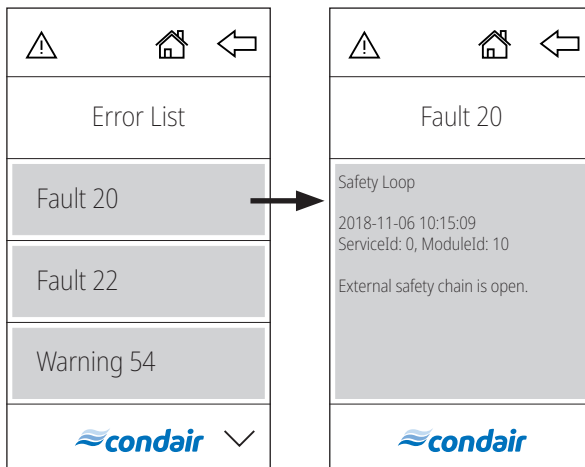 Error List
Fault 20
Fault 22
Warning 54
condair
Fault 20
Safety Loop
2018-11-06 10:15:09
ServiceId: 0, ModuleId: 10
External safety chain is open.
condair